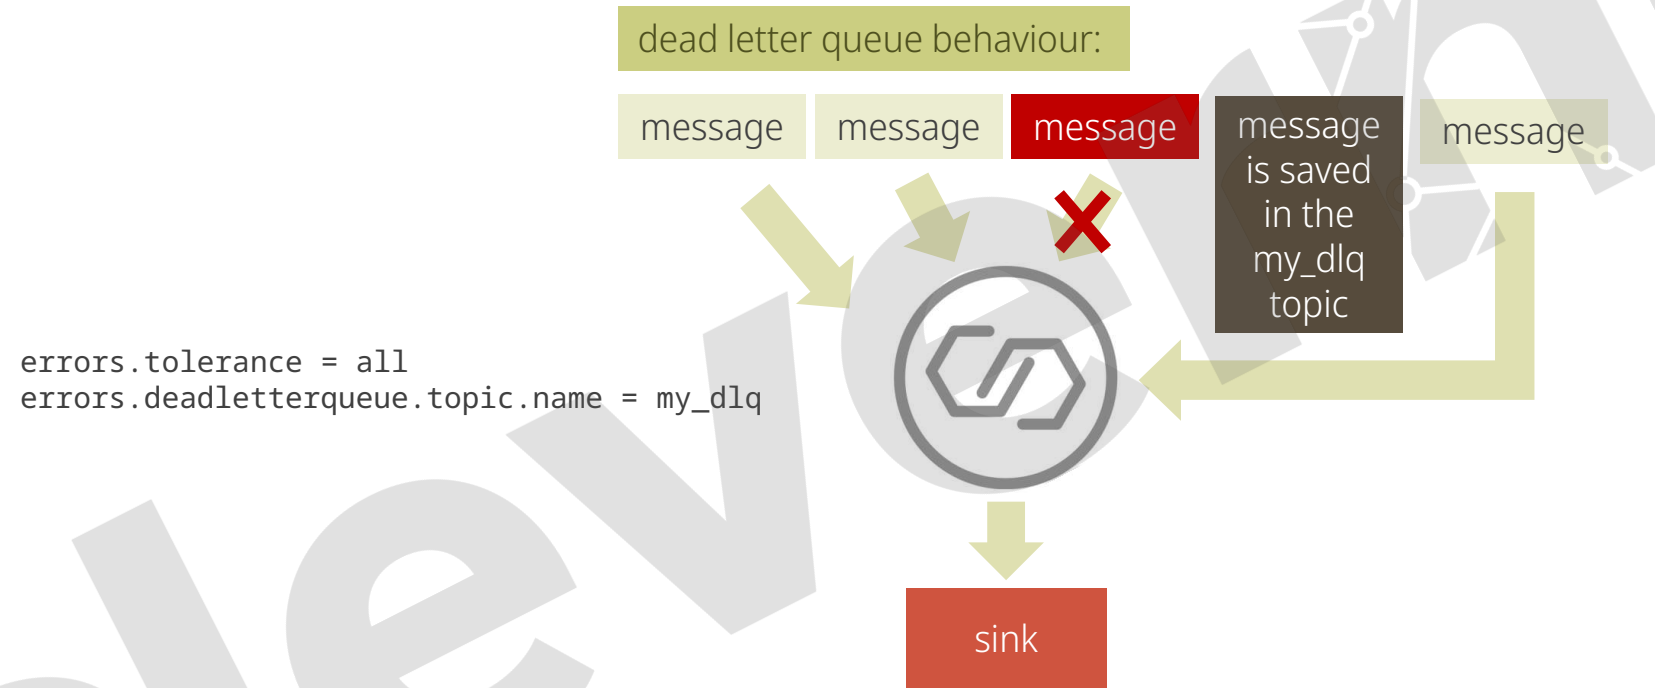 dead letter queue behaviour:
message
message
message
message
is saved
in the
my_dlq
topic
message
errors.tolerance = all
errors.deadletterqueue.topic.name = my_dlq
sink